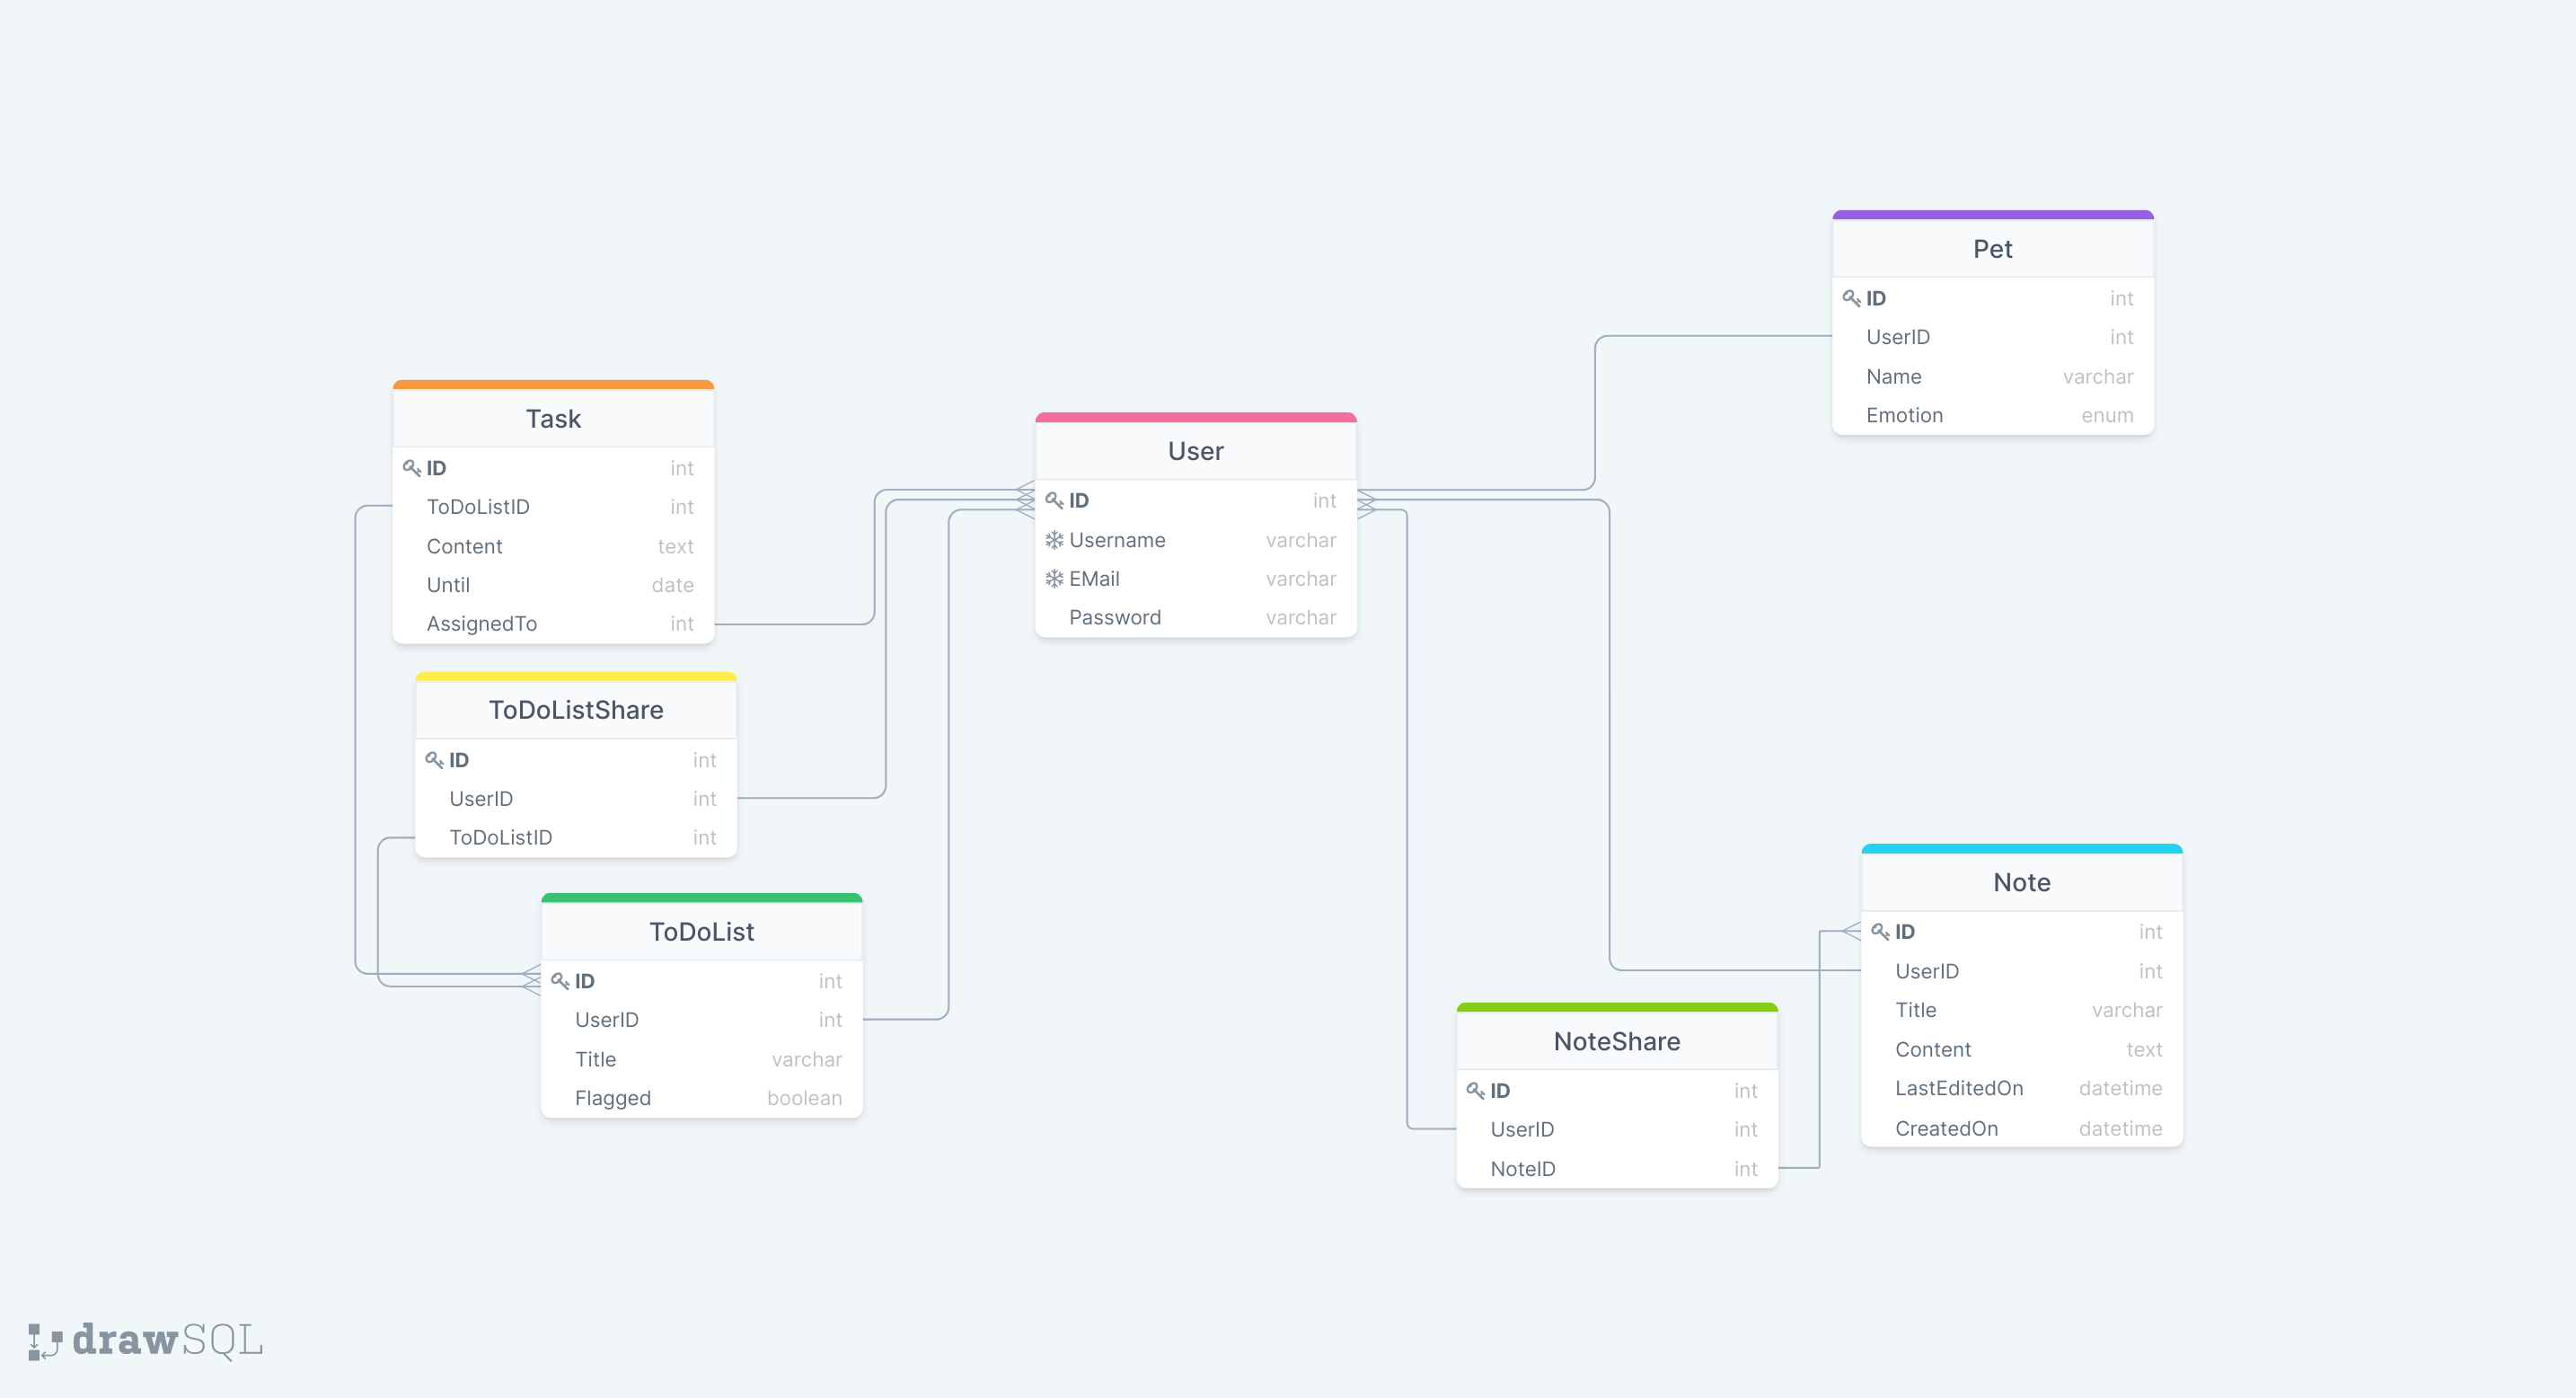 Pet
ID int
UserID int
Name varchar
Emotion enum
Task
ID int
ToDoListID int
Content text
Until date
AssignedTo int
User
ID int
Username varchar
EMail varchar
Password varchar
ToDoListShare
ID int
UserID int
ToDoListID int
ToDoList
ID int
UserID int
Title varchar
Flagged boolean
Note
ID int
UserID int
Title varchar
Content text
LastEditedOn datetime
CreatedOn datetime
NoteShare
ID int
UserID int
NoteID int
drawSQL